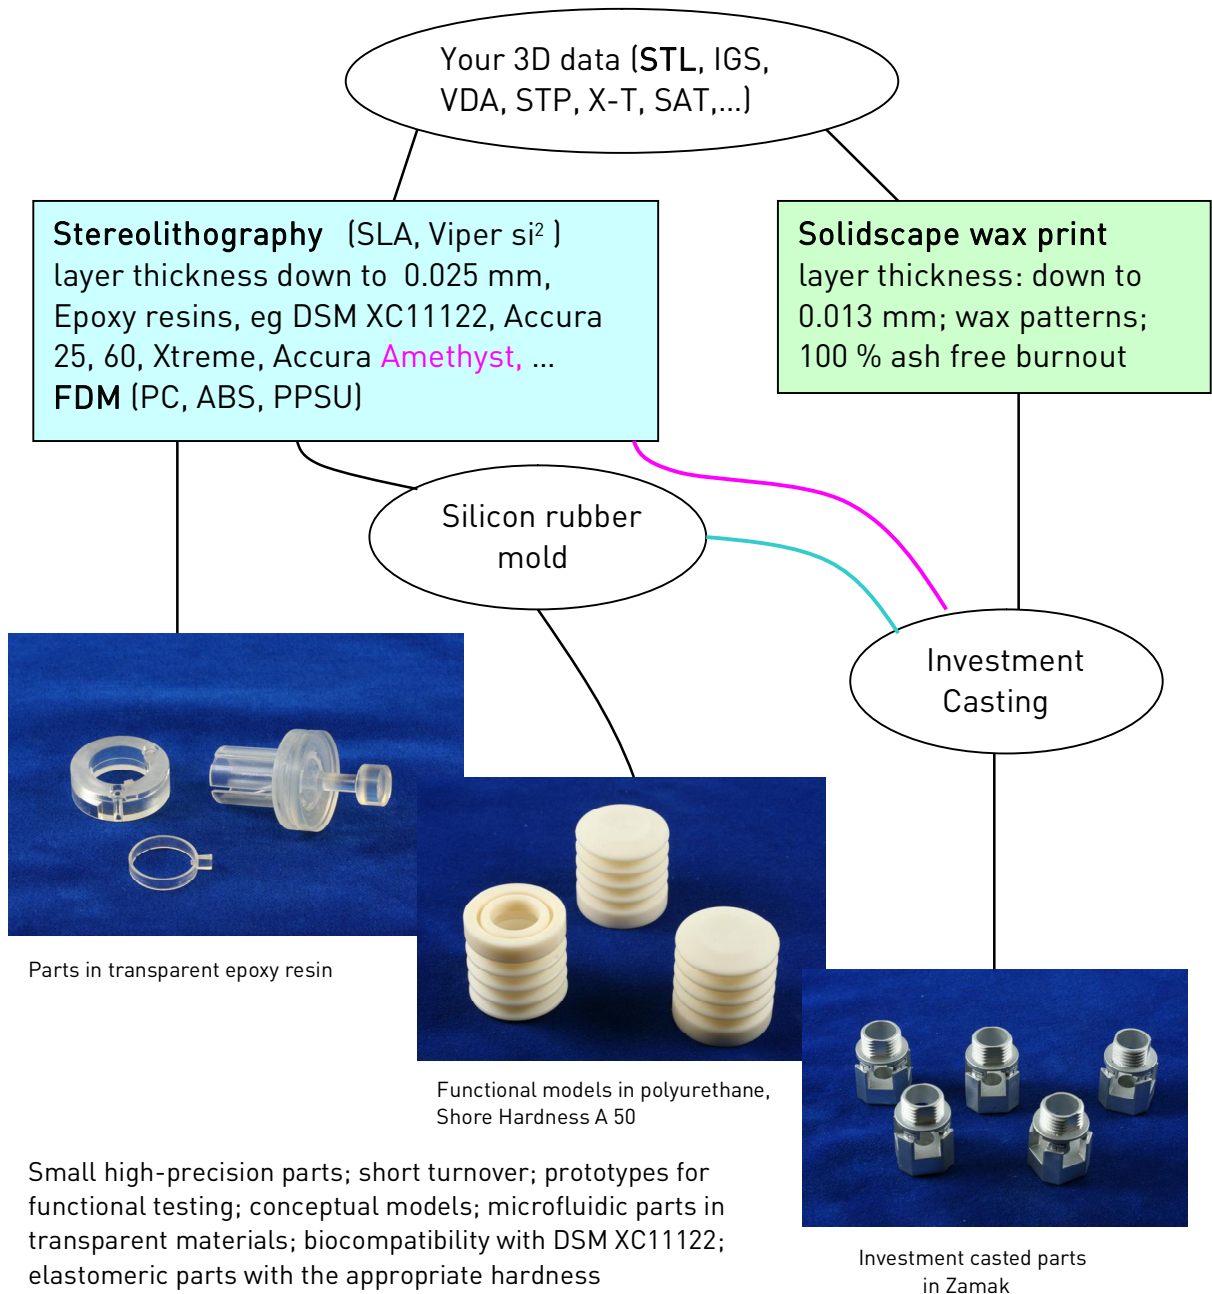 Your 3D data (STL, IGS,
VDA, STP, X-T, SAT,...)
Stereolithography (SLA, Viper si² )
layer thickness down to 0.025 mm,
Epoxy resins, eg DSM XC11122, Accura
25, 60, Xtreme, Accura Amethyst, ...
FDM (PC, ABS, PPSU)
Solidscape wax print
layer thickness: down to
0.013 mm; wax patterns;
100 % ash free burnout
Silicon rubber
mold
Investment
Casting
Parts in transparent epoxy resin
Functional models in polyurethane,
Shore Hardness A 50
Small high-precision parts; short turnover; prototypes for
functional testing; conceptual models; microfluidic parts in
transparent materials; biocompatibility with DSM XC11122;
elastomeric parts with the appropriate hardness
Investment casted parts
in Zamak